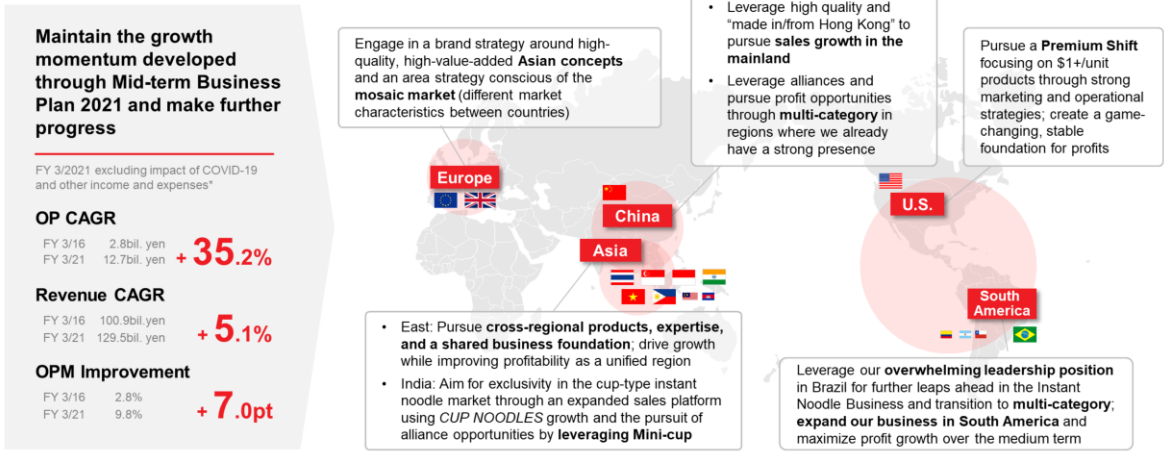 Maintain the growth
momentum developed
through Mid-term Business
Plan 2021 and make further
progress
FY 3/2021 excluding impact of COVID-19
and other income and expenses*
OP CAGR
FY 3/16 2.8bil. yen
FY 3/21 12.7bil. yen
+ 35.2%
Revenue CAGR
FY 3/16 100.9bil.yen
FY 3/21 129.5bil. yen
+ 5.1%
OPM Improvement
FY 3/16 2.8%
FY 3/21 9.8%
+ 7.0pt
Engage in a brand strategy around high-
quality, high-value-added Asian concepts
and an area strategy conscious of the
mosaic market (different market
characteristics between countries)
Europe
• Leverage high quality and
“made in/from Hong Kong” to
pursue sales growth in the
mainland
• Leverage alliances and
pursue profit opportunities
through multi-category in
regions where we already
have a strong presence
China
Asia
• East: Pursue cross-regional products, expertise,
and a shared business foundation; drive growth
while improving profitability as a unified region
• India: Aim for exclusivity in the cup-type instant
noodle market through an expanded sales platform
using CUP NOODLES growth and the pursuit of
alliance opportunities by leveraging Mini-cup
Pursue a Premium Shift
focusing on $1+/unit
products through strong
marketing and operational
strategies; create a game-
changing, stable
foundation for profits
U.S.
South
America
Leverage our overwhelming leadership position
in Brazil for further leaps ahead in the Instant
Noodle Business and transition to multi-category;
expand our business in South America and
maximize profit growth over the medium term